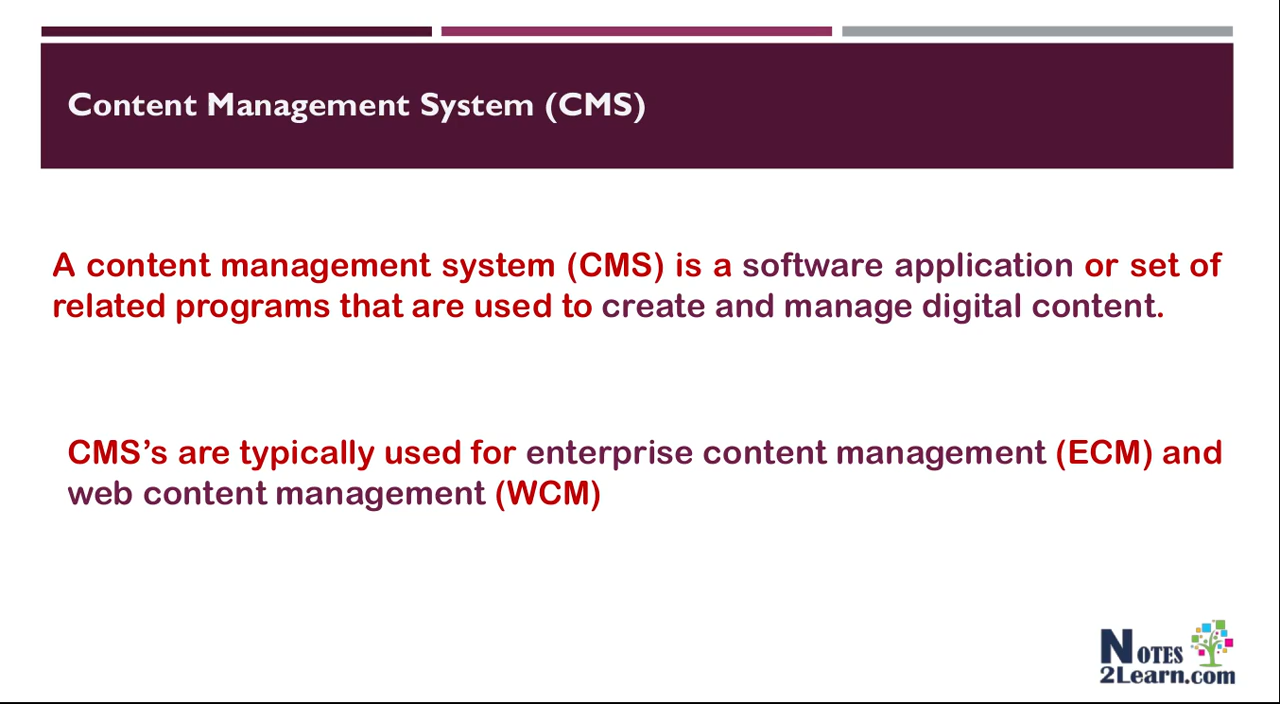 Content Management System (CMS)
A content management system (CMS) is a software application or set of
related programs that are used to create and manage digital content.
CMS’s are typically used for enterprise content management (ECM) and
web content management (WCM)
NOTES
2Learn.com